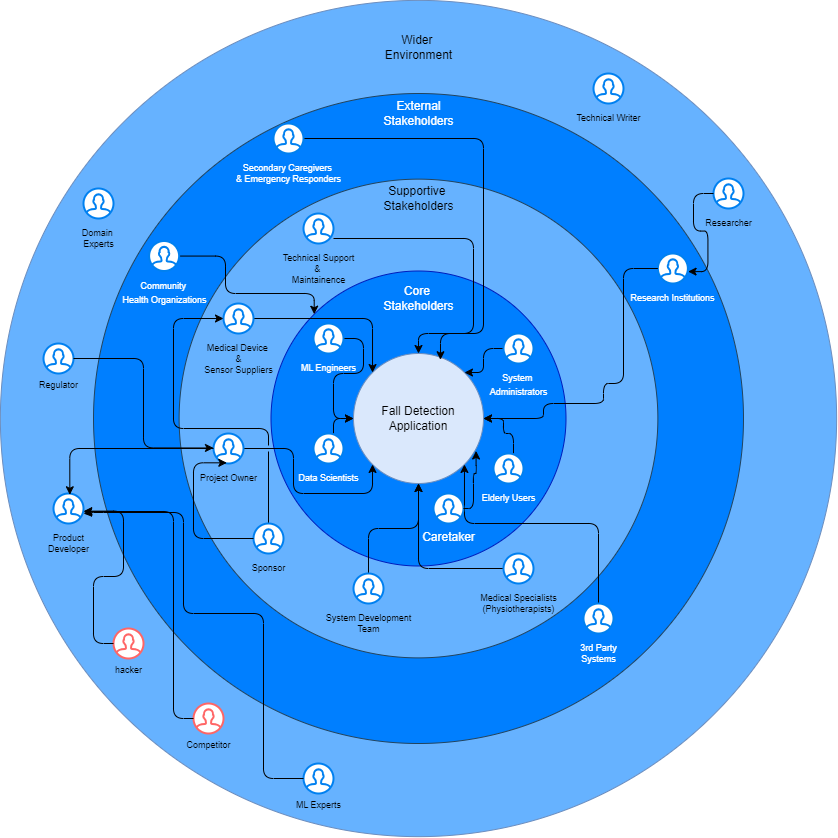 Wider
Environment
Technical Writer
External
Stakeholders
Secondary Caregivers
& Emergency Responders
Supportive
Stakeholders
Researcher
Domain
Experts
Technical Support
&
Maintainence
Community
Health Organizations
Research Institutions
Core
Stakeholders
Medical Device
&
Sensor Suppliers
ML Engineers
System
Administrators
Regulator
Fall Detection
Application
Project Owner
Data Scientists
Elderly Users
Product
Developer
Caretaker
Sponsor
System Development
Team
Medical Specialists
(Physiotherapists)
3rd Party
Systems
hacker
Competitor
ML Experts